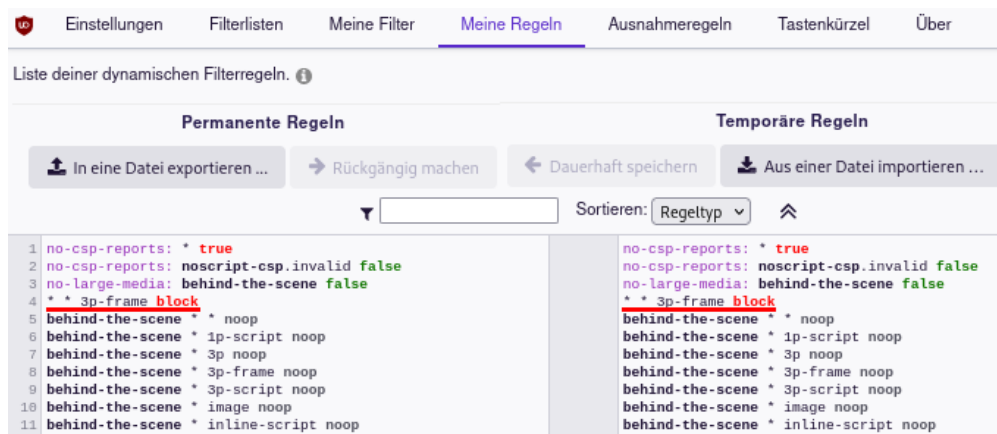 Einstellungen Filterlisten Meine Filter Meine Regeln Ausnahmeregeln Tastenkürzel Über
Liste deiner dynamischen Filterregeln.
Permanente Regeln Temporäre Regeln
In eine Datei exportieren ... Rückgängig machen Dauerhaft speichern Aus einer Datei importieren ...
Sortieren: Regeltyp
1 no-csp-reports: * true no-csp-reports: * true
2 no-csp-reports: noscript-csp.invalid false no-csp-reports: noscript-csp.invalid false
3 no-large-media: behind-the-scene false no-large-media: behind-the-scene false
4 * * 3p-frame block * * 3p-frame block
5 behind-the-scene * * noop behind-the-scene * * noop
6 behind-the-scene * 1p-script noop behind-the-scene * 1p-script noop
7 behind-the-scene * 3p noop behind-the-scene * 3p noop
8 behind-the-scene * 3p-frame noop behind-the-scene * 3p-frame noop
9 behind-the-scene * 3p-script noop behind-the-scene * 3p-script noop
10 behind-the-scene * image noop behind-the-scene * image noop
11 behind-the-scene * inline-script noop behind-the-scene * inline-script noop